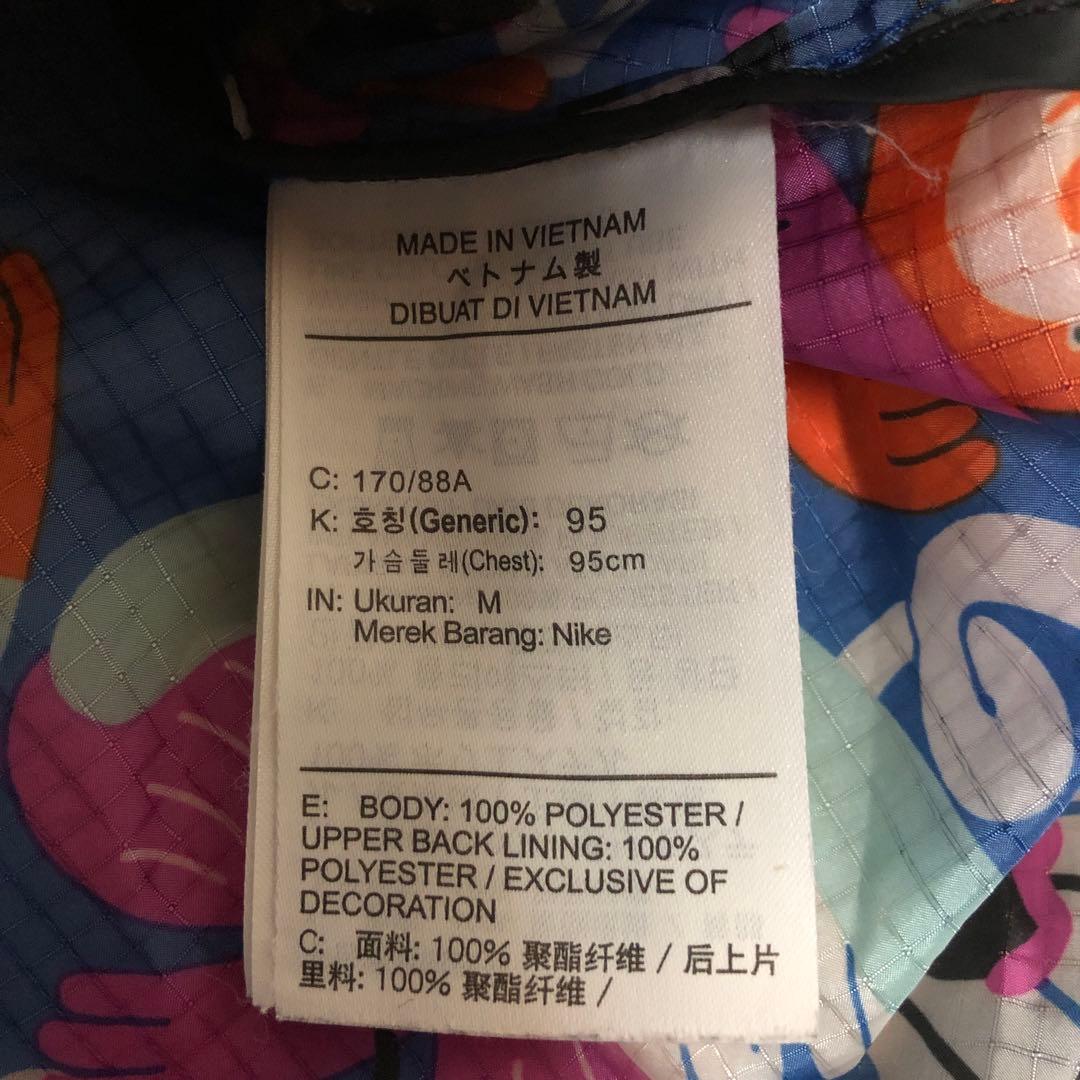 MADE IN VIETNAM
ベトナム製
DIBUAT DI VIETNAM
C: 170/88A
K: 호칭(Generic): 95
가슴둘레(Chest): 95cm
IN: Ukuran: M
Merek Barang: Nike
E: BODY: 100% POLYESTER /
UPPER BACK LINING: 100%
POLYESTER / EXCLUSIVE OF
DECORATION
C: 面料: 100% 聚酯纤维 / 后上片
里料: 100% 聚酯纤维 /